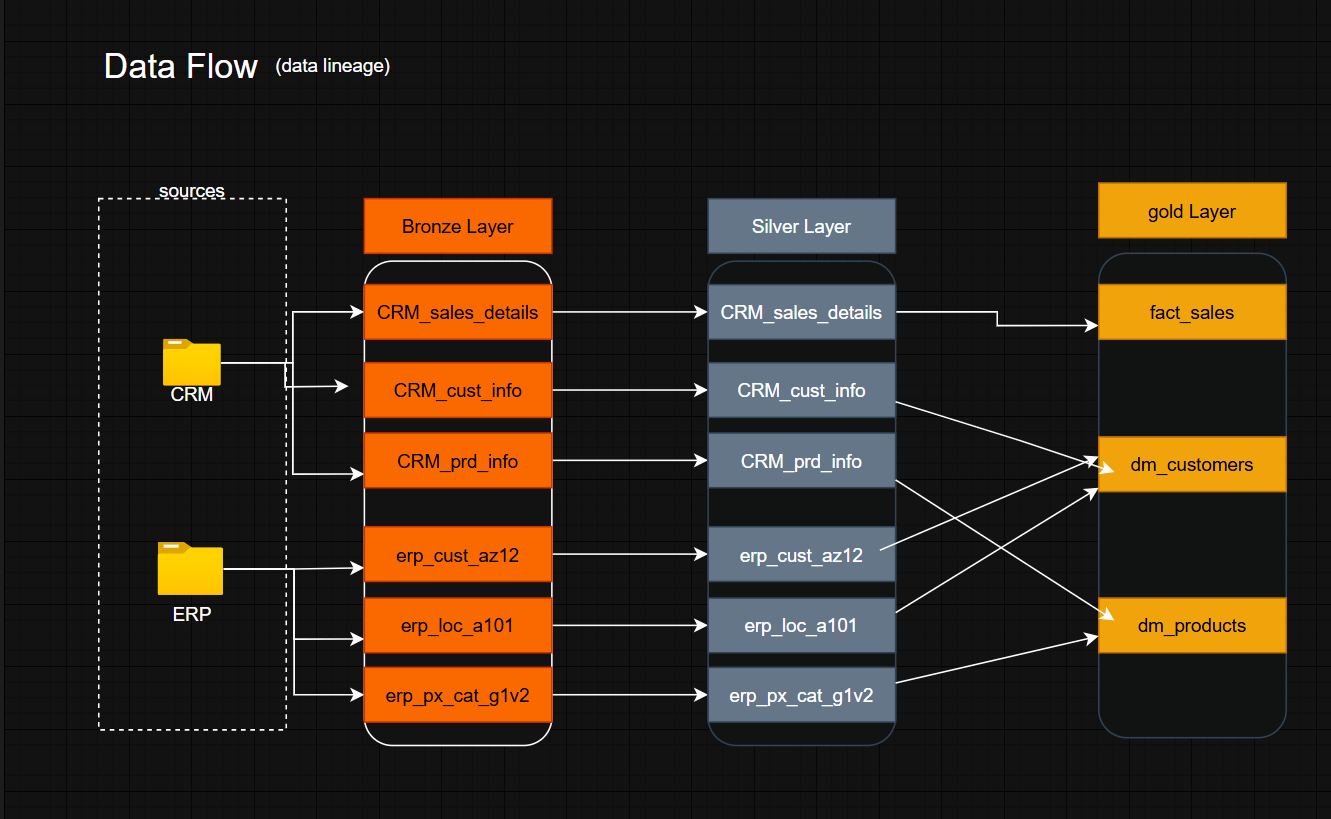 Data Flow (data lineage)
sources
CRM
ERP
Bronze Layer
CRM_sales_details
CRM_cust_info
CRM_prd_info
erp_cust_az12
erp_loc_a101
erp_px_cat_g1v2
Silver Layer
CRM_sales_details
CRM_cust_info
CRM_prd_info
erp_cust_az12
erp_loc_a101
erp_px_cat_g1v2
gold Layer
fact_sales
dm_customers
dm_products